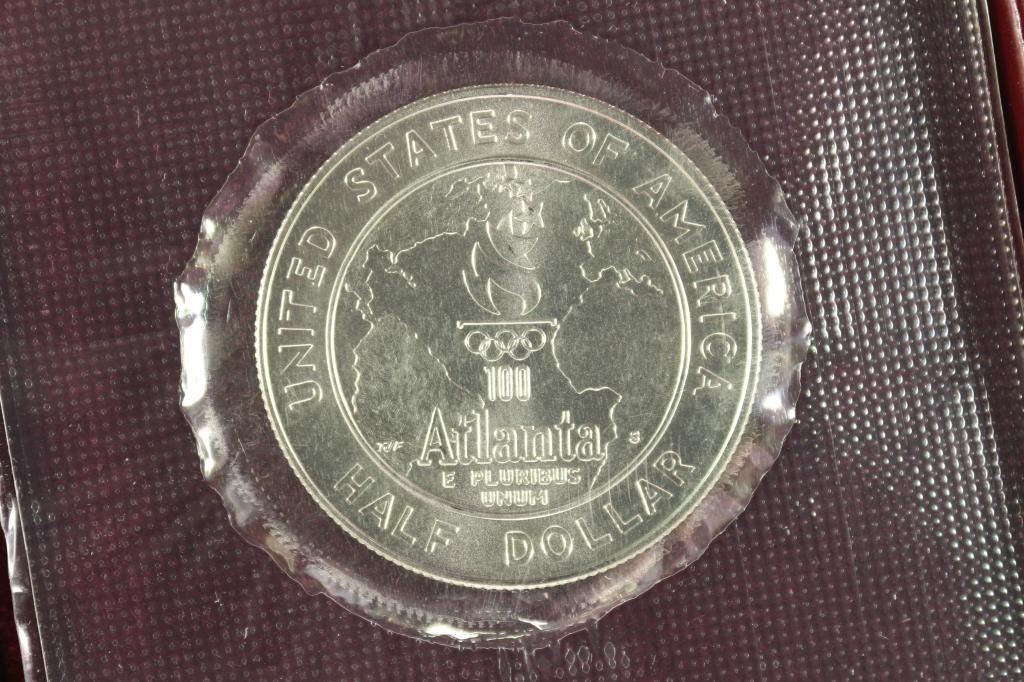 UNITED STATES OF AMERICA
100
Atlanta
S
E PLURIBUS
UNUM
HALF DOLLAR